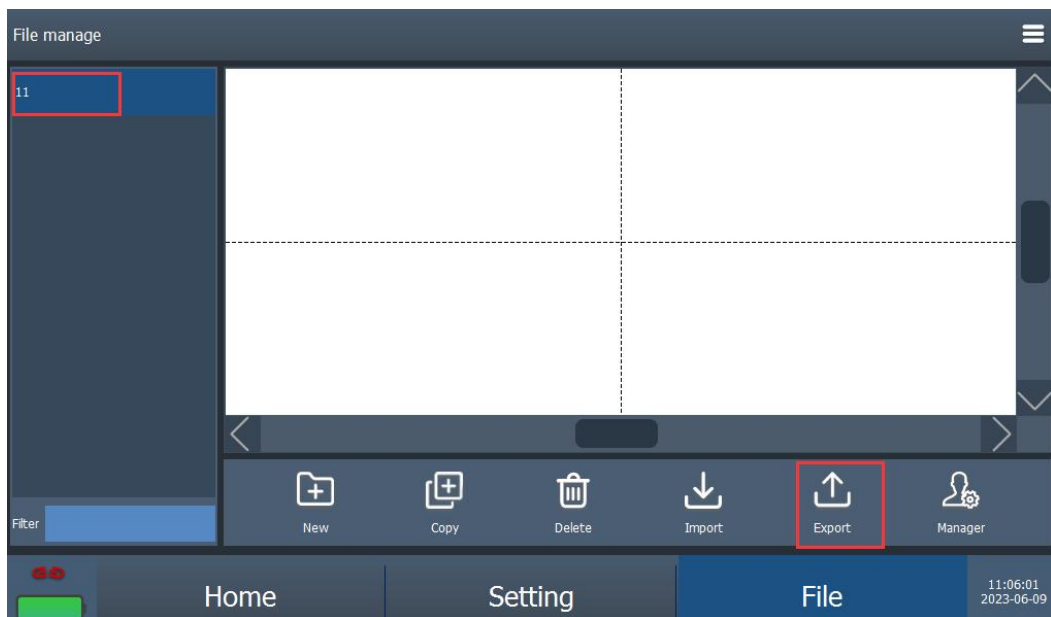 File manage
11
Filter
New
Copy
Delete
Import
Export
Manager
Home
Setting
File
11:06:01
2023-06-09